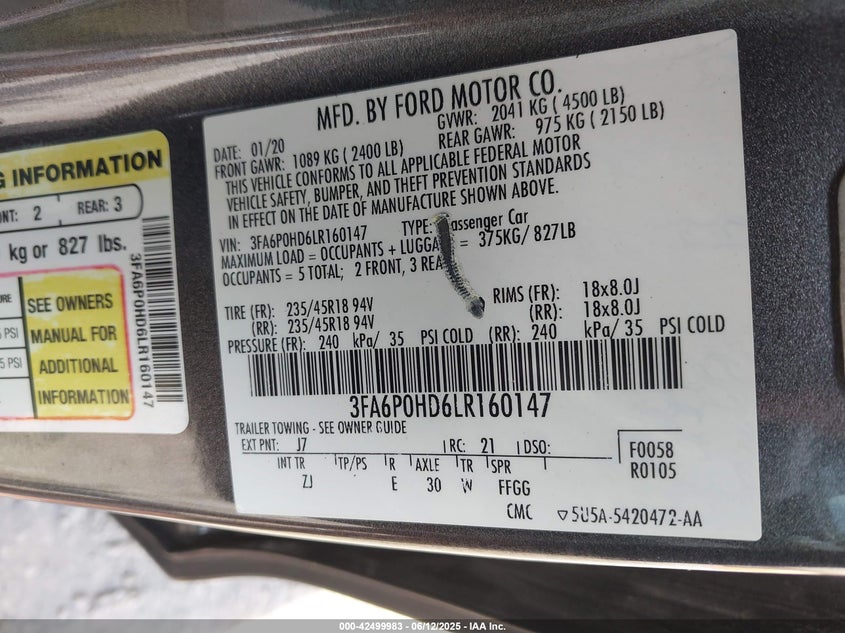 G INFORMATION
NT: 2 REAR: 3
kg or 827 lbs.
URE
SEE OWNERS
5 PSI
MANUAL FOR
5 PSI
ADDITIONAL
INFORMATION
3FA6P0HD6LR160147
MFD. BY FORD MOTOR CO.
DATE: 01/20 GVWR: 2041 KG ( 4500 LB)
FRONT GAWR: 1089 KG ( 2400 LB) REAR GAWR: 975 KG ( 2150 LB)
THIS VEHICLE CONFORMS TO ALL APPLICABLE FEDERAL MOTOR
VEHICLE SAFETY, BUMPER, AND THEFT PREVENTION STANDARDS
IN EFFECT ON THE DATE OF MANUFACTURE SHOWN ABOVE.
VIN: 3FA6P0HD6LR160147 TYPE: Passenger Car
MAXIMUM LOAD = OCCUPANTS + LUGGA = 375KG/ 827LB
OCCUPANTS = 5 TOTAL; 2 FRONT, 3 REA
TIRE (FR): 235/45R18 94V RIMS (FR): 18x8.0J
(RR): 235/45R18 94V (RR): 18x8.0J
PRESSURE (FR): 240 kPa/ 35 PSI COLD (RR): 240 kPa/ 35 PSI COLD
3FA6P0HD6LR160147
TRAILER TOWING - SEE OWNER GUIDE
EXT PNT: J7 RC: 21 DSO: F0058
INT TR TP/PS R AXLE TR SPR R0105
ZJ E 30 W FFGG
CMC ▽5U5A-5420472-AA
000-42499983 - 06/12/2025 - IAA Inc.